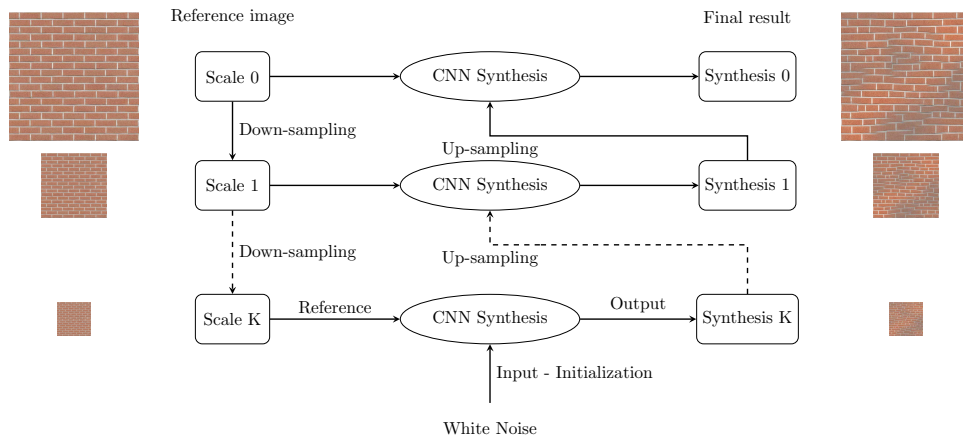 Reference image
Final result
Scale 0
CNN Synthesis
Synthesis 0
Down-sampling
Up-sampling
Scale 1
CNN Synthesis
Synthesis 1
Down-sampling
Up-sampling
Scale K
Reference
CNN Synthesis
Output
Synthesis K
Input - Initialization
White Noise